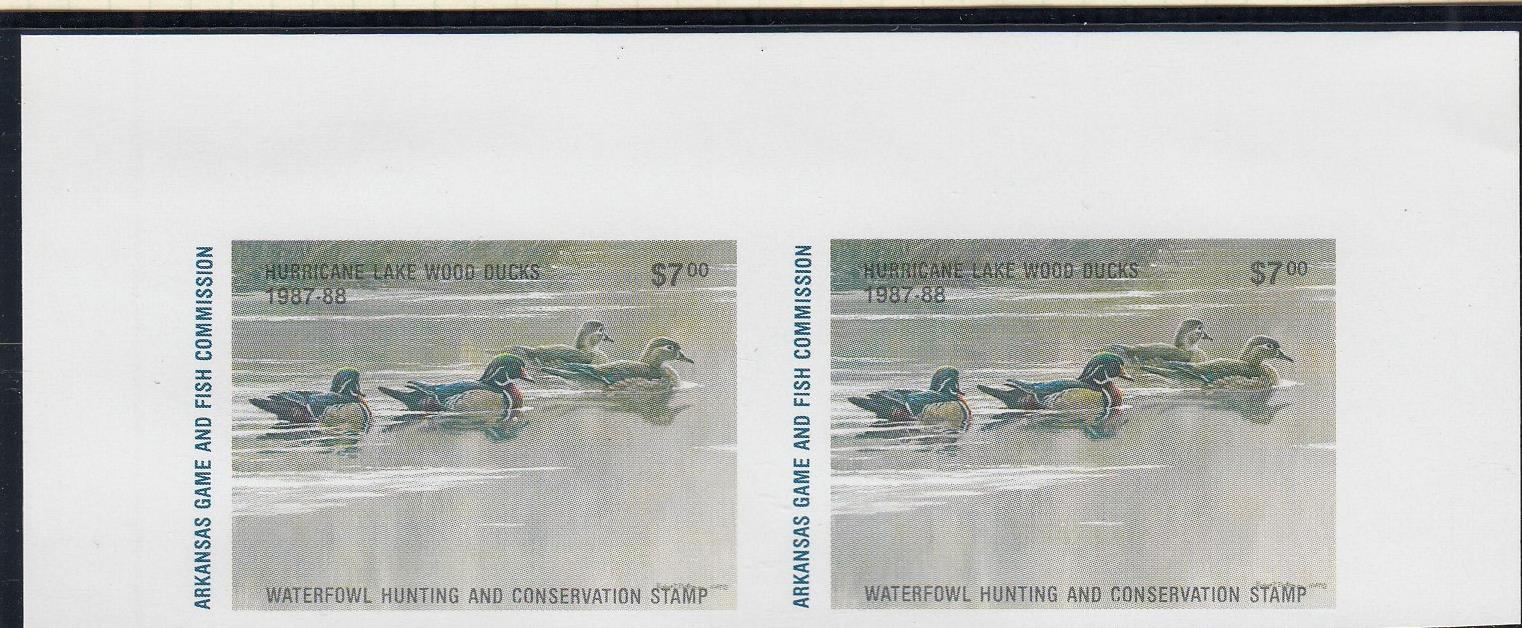 ARKANSAS GAME AND FISH COMMISSION
HURRICANE LAKE WOOD DUCKS
1987-88
$7.00
WATERFOWL HUNTING AND CONSERVATION STAMP
ARKANSAS GAME AND FISH COMMISSION
HURRICANE LAKE WOOD DUCKS
1987-88
$7.00
WATERFOWL HUNTING AND CONSERVATION STAMP